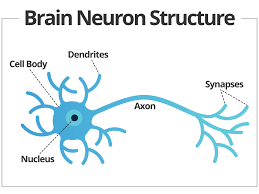 Brain Neuron Structure
Dendrites
Cell Body
Synapses
Axon
Nucleus